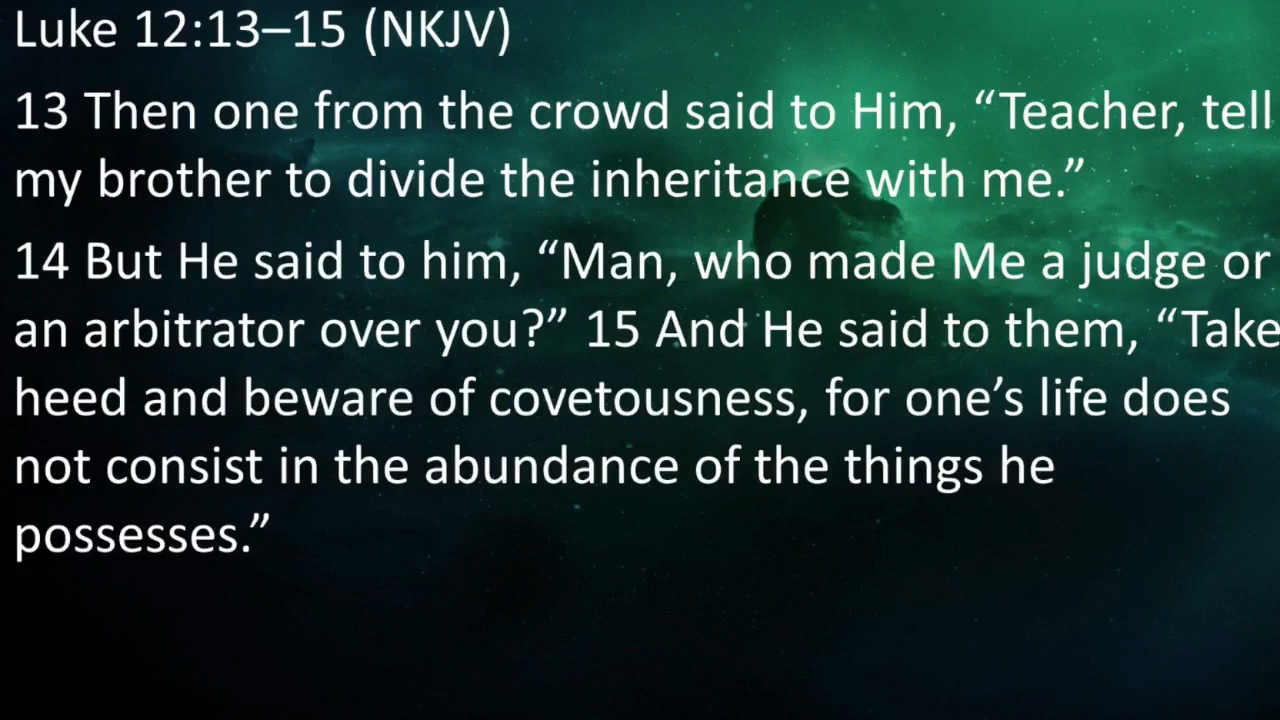 Luke 12:13–15 (NKJV)
13 Then one from the crowd said to Him, “Teacher, tell
my brother to divide the inheritance with me.”
14 But He said to him, “Man, who made Me a judge or
an arbitrator over you?” 15 And He said to them, “Take
heed and beware of covetousness, for one’s life does
not consist in the abundance of the things he
possesses.”